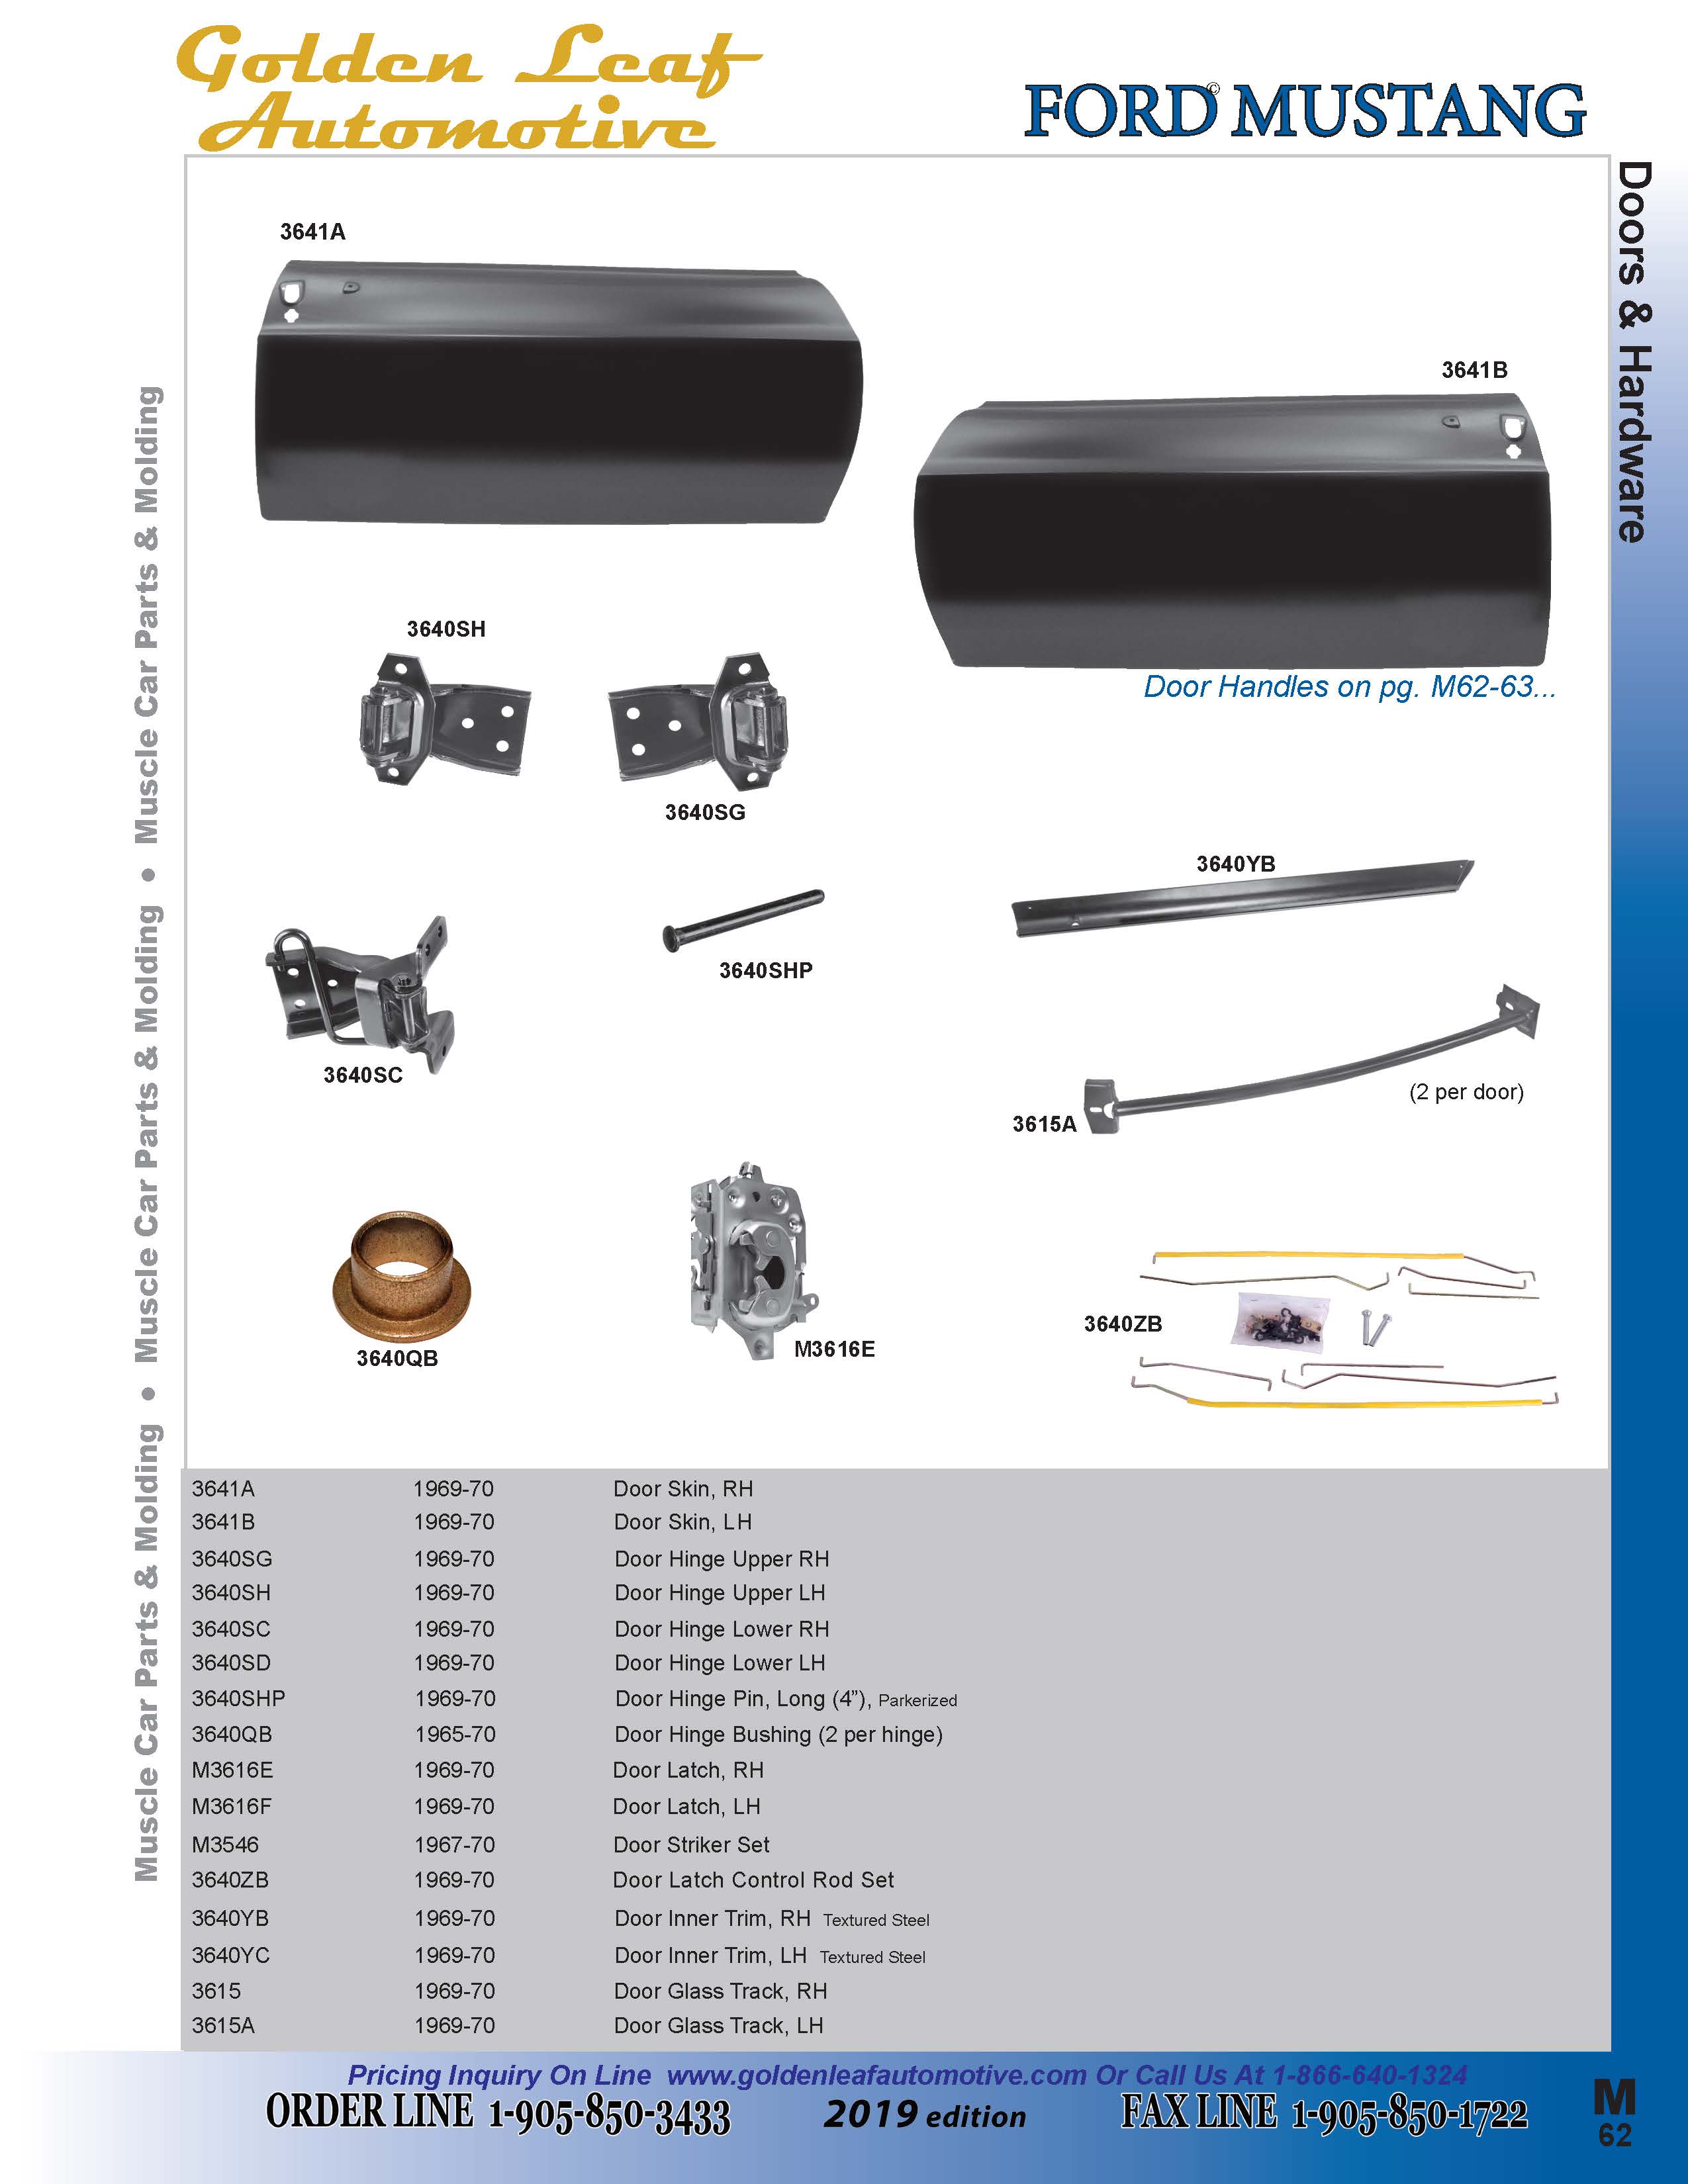 Golden Leaf
Automotive
FORD© MUSTANG
Doors & Hardware
Muscle Car Parts & Molding • Muscle Car Parts & Molding • Muscle Car Parts & Molding
3641A
3641B
Door Handles on pg. M62-63...
3640SH
3640SG
3640YB
3640SHP
3640SC
(2 per door)
3615A
3640QB
M3616E
3640ZB
3641A 1969-70 Door Skin, RH
3641B 1969-70 Door Skin, LH
3640SG 1969-70 Door Hinge Upper RH
3640SH 1969-70 Door Hinge Upper LH
3640SC 1969-70 Door Hinge Lower RH
3640SD 1969-70 Door Hinge Lower LH
3640SHP 1969-70 Door Hinge Pin, Long (4”), Parkerized
3640QB 1965-70 Door Hinge Bushing (2 per hinge)
M3616E 1969-70 Door Latch, RH
M3616F 1969-70 Door Latch, LH
M3546 1967-70 Door Striker Set
3640ZB 1969-70 Door Latch Control Rod Set
3640YB 1969-70 Door Inner Trim, RH Textured Steel
3640YC 1969-70 Door Inner Trim, LH Textured Steel
3615 1969-70 Door Glass Track, RH
3615A 1969-70 Door Glass Track, LH
Pricing Inquiry On Line www.goldenleafautomotive.com Or Call Us At 1-866-640-1324
ORDER LINE 1-905-850-3433 2019 edition FAX LINE 1-905-850-1722
M
62